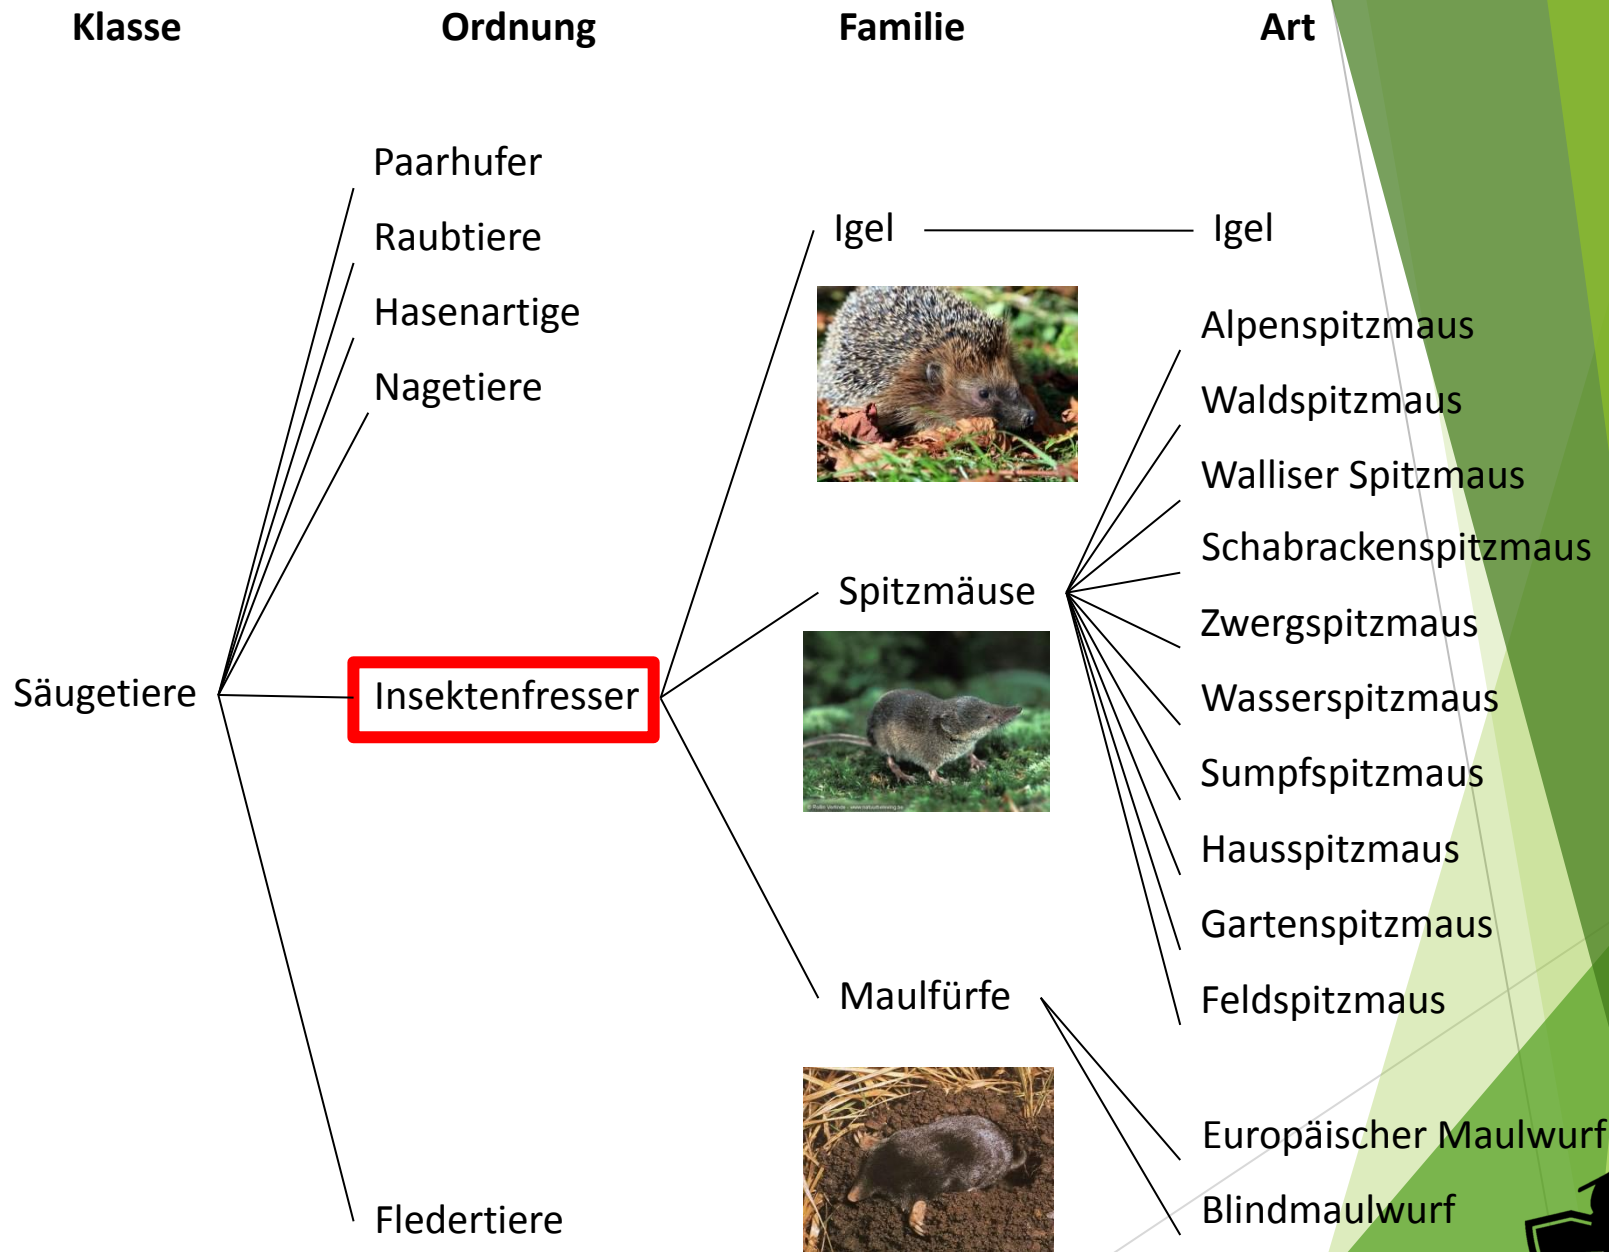 Klasse
Ordnung
Familie
Art
Paarhufer
Raubtiere
Hasenartige
Nagetiere
Säugetiere
Insektenfresser
Fledertiere
Igel
Spitzmäuse
Maulfürfe
Igel
Alpenspitzmaus
Waldspitzmaus
Walliser Spitzmaus
Schabrackenspitzmaus
Zwergspitzmaus
Wasserspitzmaus
Sumpfspitzmaus
Hausspitzmaus
Gartenspitzmaus
Feldspitzmaus
Europäischer Maulwurf
Blindmaulwurf